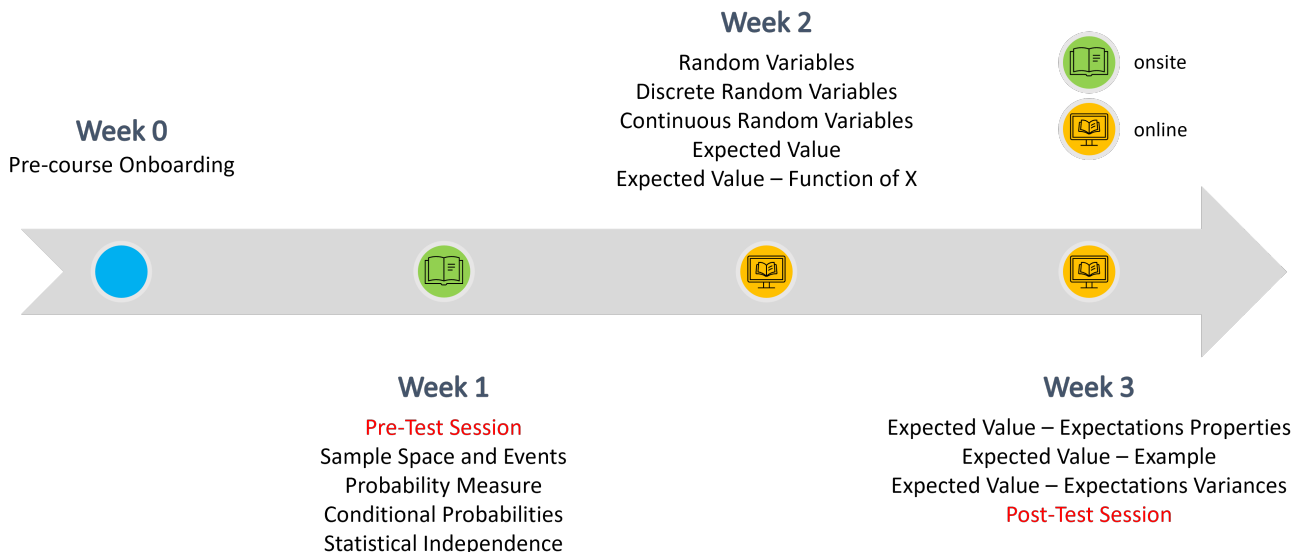 Week 0
Pre-course Onboarding
Week 1
Pre-Test Session
Sample Space and Events
Probability Measure
Conditional Probabilities
Statistical Independence
Week 2
Random Variables
Discrete Random Variables
Continuous Random Variables
Expected Value
Expected Value – Function of X
Week 3
Expected Value – Expectations Properties
Expected Value – Example
Expected Value – Expectations Variances
Post-Test Session
onsite
online